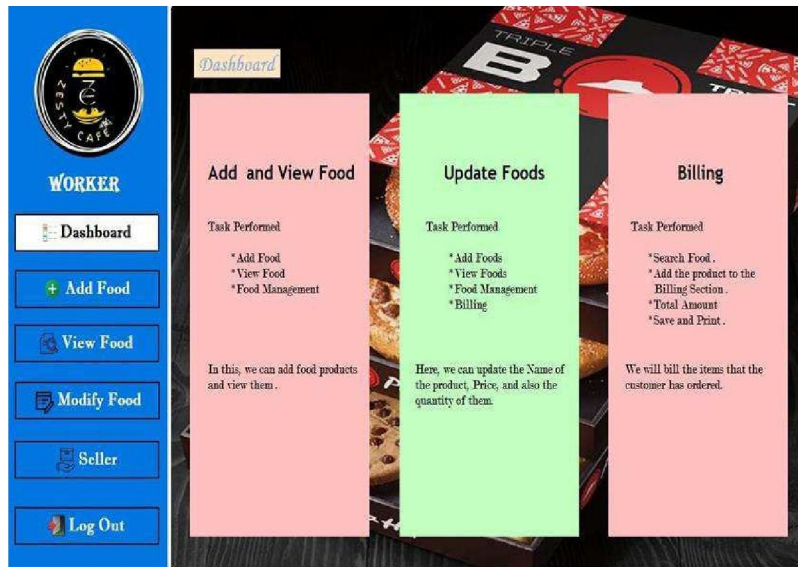 ZESTY CAFE
WORKER
Dashboard
Add Food
View Food
Modify Food
Seller
Log Out
Dashboard
TRIPLE
B
Add and View Food
Task Performed
*Add Food
*View Food
*Food Management
In this, we can add food products
and view them .
Update Foods
Task Performed
*Add Foods
*View Foods
*Food Management
*Billing
Here, we can update the Name of
the product, Price, and also the
quantity of them.
Billing
Task Performed
*Search Food .
*Add the product to the
Billing Section .
*Total Amount
*Save and Print .
We will bill the items that the
customer has ordered.